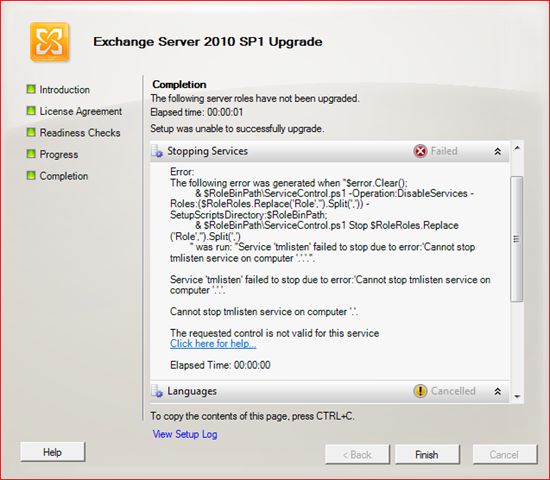 Exchange Server 2010 SP1 Upgrade
Introduction
License Agreement
Readiness Checks
Progress
Completion
Completion
The following server roles have not been upgraded.
Elapsed time: 00:00:01
Setup was unable to successfully upgrade.
Stopping Services
Failed
Error:
The following error was generated when "$error.Clear();
& $RoleBinPath\ServiceControl.ps1 -Operation:DisableServices -
Roles:($RoleRoles.Replace('Role','').Split(',')) -
SetupScriptsDirectory:$RoleBinPath;
& $RoleBinPath\ServiceControl.ps1 Stop $RoleRoles.Replace
('Role','').Split(',')
" was run: "Service 'tmlisten' failed to stop due to error:'Cannot stop
tmlisten service on computer '.'.'.".
Service 'tmlisten' failed to stop due to error:'Cannot stop tmlisten service on
computer '.'.'.
Cannot stop tmlisten service on computer '.'.
The requested control is not valid for this service
Click here for help...
Elapsed Time: 00:00:00
Languages
Cancelled
To copy the contents of this page, press CTRL+C.
View Setup Log
Help
< Back
Finish
Cancel